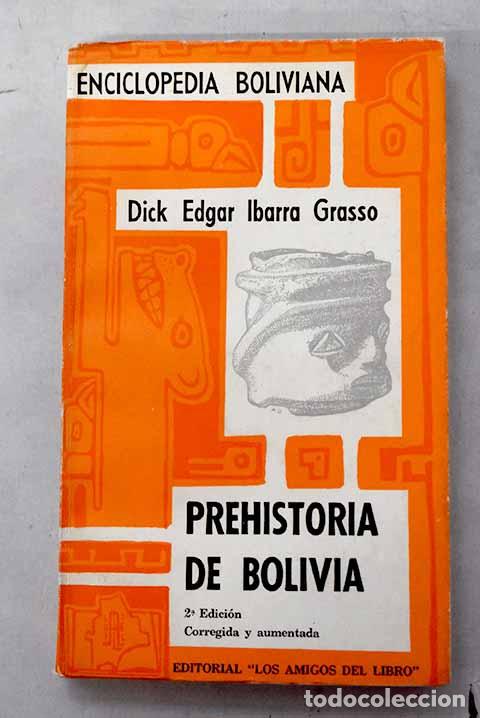 ENCICLOPEDIA BOLIVIANA
Dick Edgar Ibarra Grasso
PREHISTORIA
DE BOLIVIA
2ª Edición
Corregida y aumentada
EDITORIAL "LOS AMIGOS DEL LIBRO"
todocoleccion